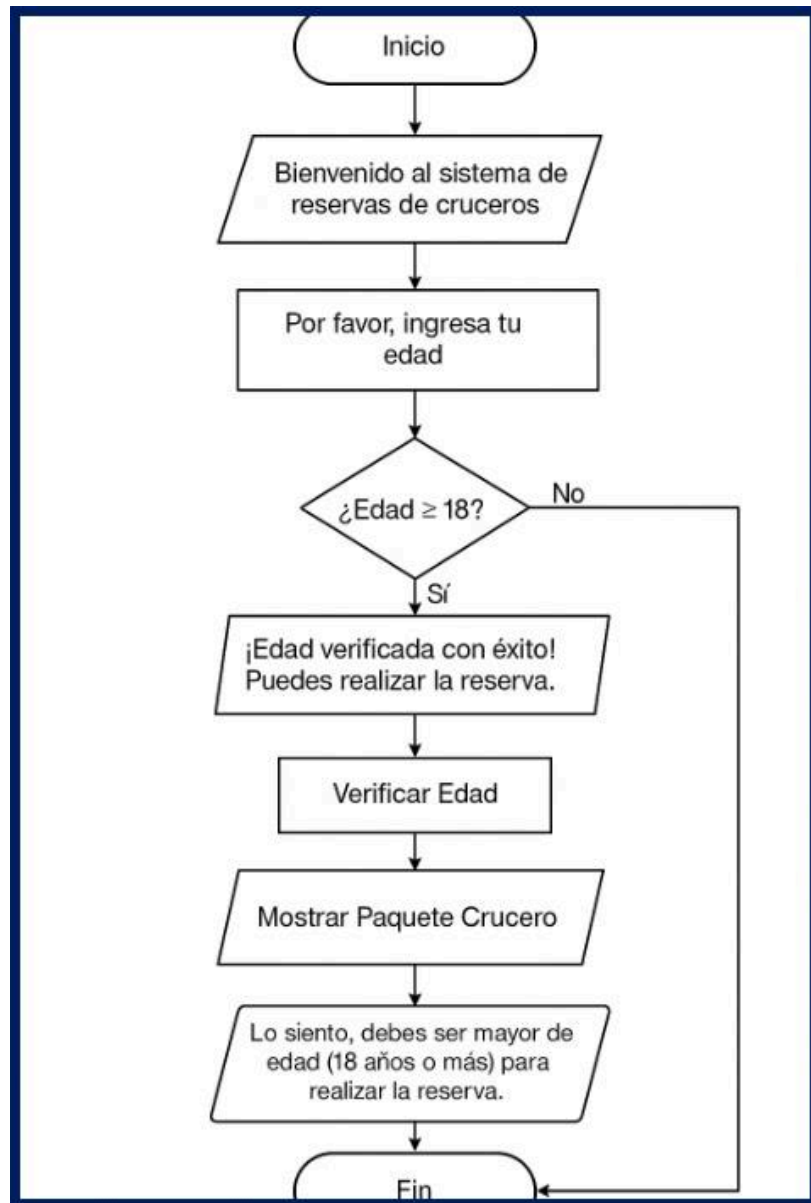 Inicio
Bienvenido al sistema de
reservas de cruceros
Por favor, ingresa tu
edad
¿Edad ≥ 18?
No
Sí
¡Edad verificada con éxito!
Puedes realizar la reserva.
Verificar Edad
Mostrar Paquete Crucero
Lo siento, debes ser mayor de
edad (18 años o más) para
realizar la reserva.
Fin